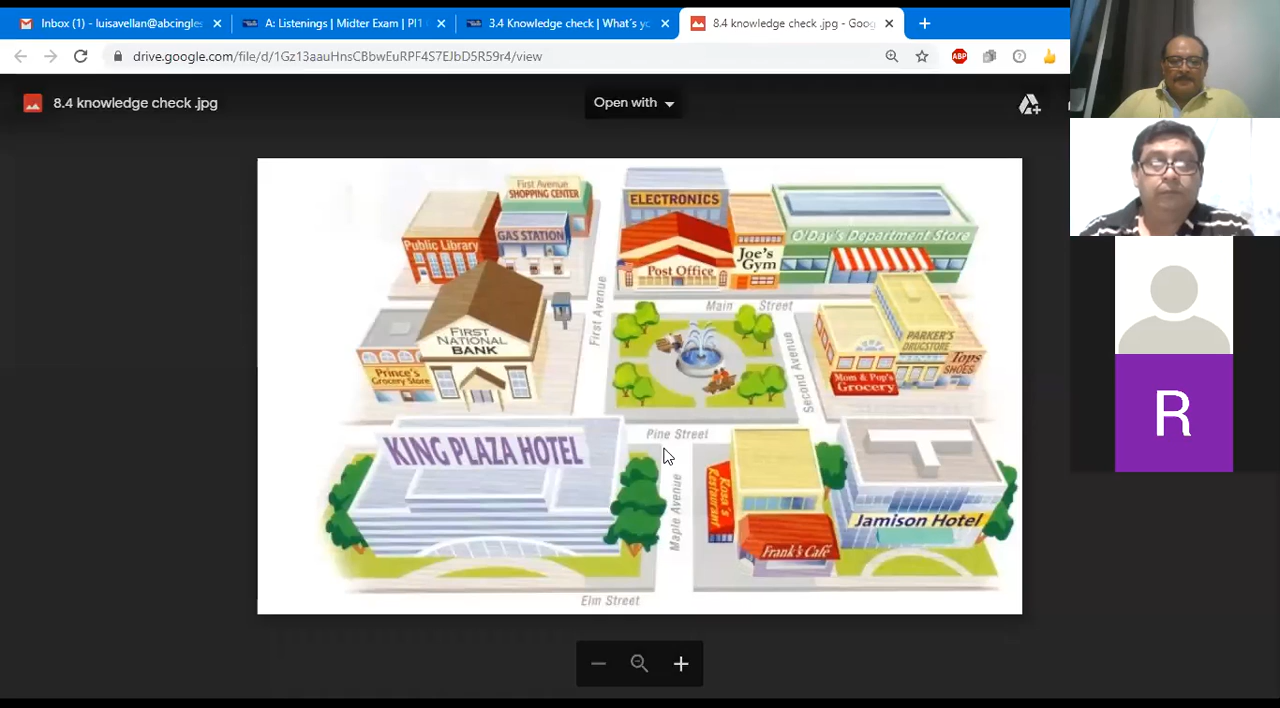 Inbox (1) - luisavellan@abcingles
A: Listenings | Midter Exam | PI1
3.4 Knowledge check | What´s yo
8.4 knowledge check .jpg - Goog
drive.google.com/file/d/1Gz13aauHnsCBbwEuRPF4S7EJbD5R59r4/view
ABP
8.4 knowledge check .jpg
Open with
First Avenue
SHOPPING CENTER
ELECTRONICS
Public Library
GAS STATION
Post Office
Joe's
Gym
O'Day's Department Store
Main Street
First Avenue
FIRST
NATIONAL
BANK
Prince's
Grocery Store
Second Avenue
PARKER'S
DRUGSTORE
Tops
SHOES
Mom & Pop's
Grocery
Pine Street
KING PLAZA HOTEL
Maple Avenue
Rosa's
Restaurant
Frank's Café
Jamison Hotel
Elm Street
R